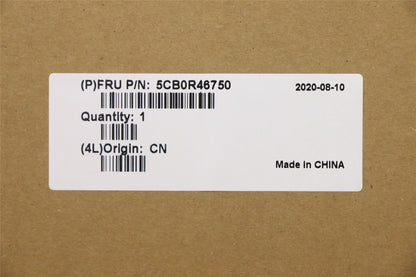 (P)FRU P/N: 5CB0R46750
2020-08-10
Quantity: 1
(4L)Origin: CN
Made in CHINA